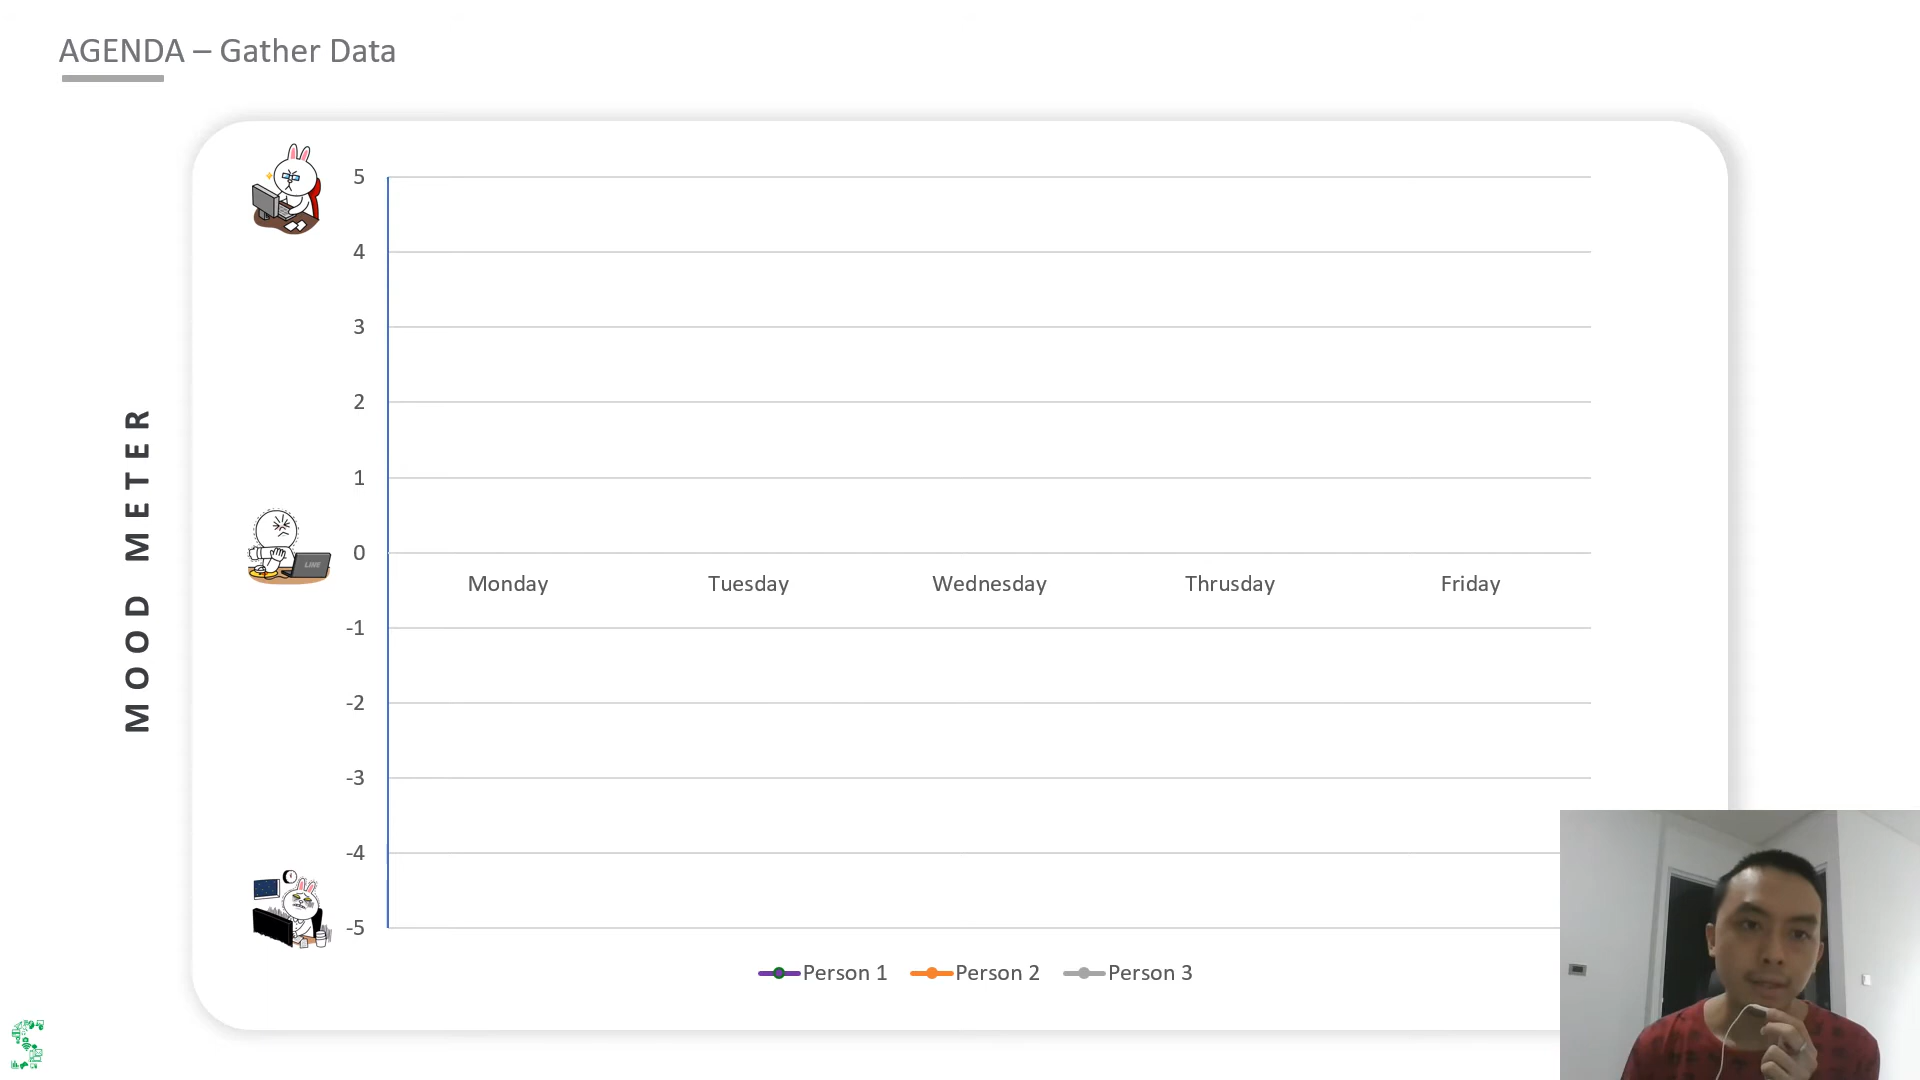 AGENDA – Gather Data
MOOD METER
5
4
3
2
1
0
LINE
Monday Tuesday Wednesday Thrusday Friday
-1
-2
-3
-4
-5
Person 1 Person 2 Person 3